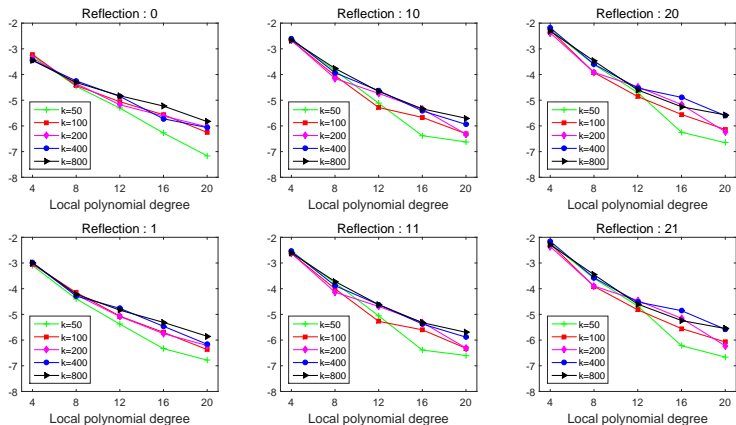 Reflection : 0
-2
-3
-4
-5
-6
-7
-8
k=50
k=100
k=200
k=400
k=800
4 8 12 16 20
Local polynomial degree
Reflection : 10
-2
-3
-4
-5
-6
-7
-8
k=50
k=100
k=200
k=400
k=800
4 8 12 16 20
Local polynomial degree
Reflection : 20
-2
-3
-4
-5
-6
-7
-8
k=50
k=100
k=200
k=400
k=800
4 8 12 16 20
Local polynomial degree
Reflection : 1
-2
-3
-4
-5
-6
-7
-8
k=50
k=100
k=200
k=400
k=800
4 8 12 16 20
Local polynomial degree
Reflection : 11
-2
-3
-4
-5
-6
-7
-8
k=50
k=100
k=200
k=400
k=800
4 8 12 16 20
Local polynomial degree
Reflection : 21
-2
-3
-4
-5
-6
-7
-8
k=50
k=100
k=200
k=400
k=800
4 8 12 16 20
Local polynomial degree